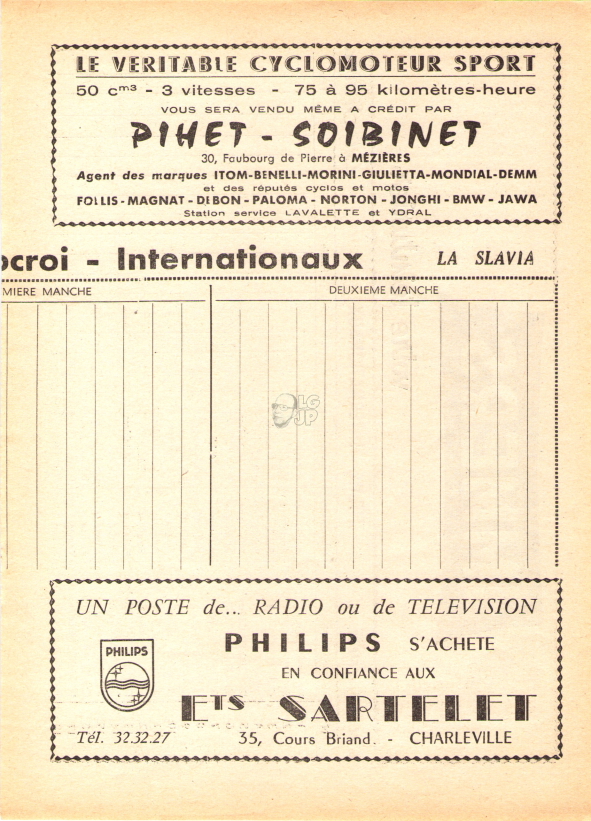 LE VERITABLE CYCLOMOTEUR SPORT
50 cm3 - 3 vitesses - 75 à 95 kilomètres-heure
VOUS SERA VENDU MÊME A CRÉDIT PAR
PIHET - SOIBINET
30, Faubourg de Pierre à MÉZIÈRES
Agent des marques ITOM-BENELLI-MORINI-GIULIETTA-MONDIAL-DEMM
et des réputés cyclos et motos
FOLLIS - MAGNAT - DEBON - PALOMA - NORTON - JONGHI - BMW - JAWA
Station service LAVALETTE et YDRAL
ocroi - Internationaux LA SLAVIA
MIERE MANCHE DEUXIEME MANCHE
LG
JP
UN POSTE de... RADIO ou de TELEVISION
PHILIPS PHILIPS S'ACHETE
EN CONFIANCE AUX
ETS SARTELET
Tél. 32.32.27 35, Cours Briand. - CHARLEVILLE